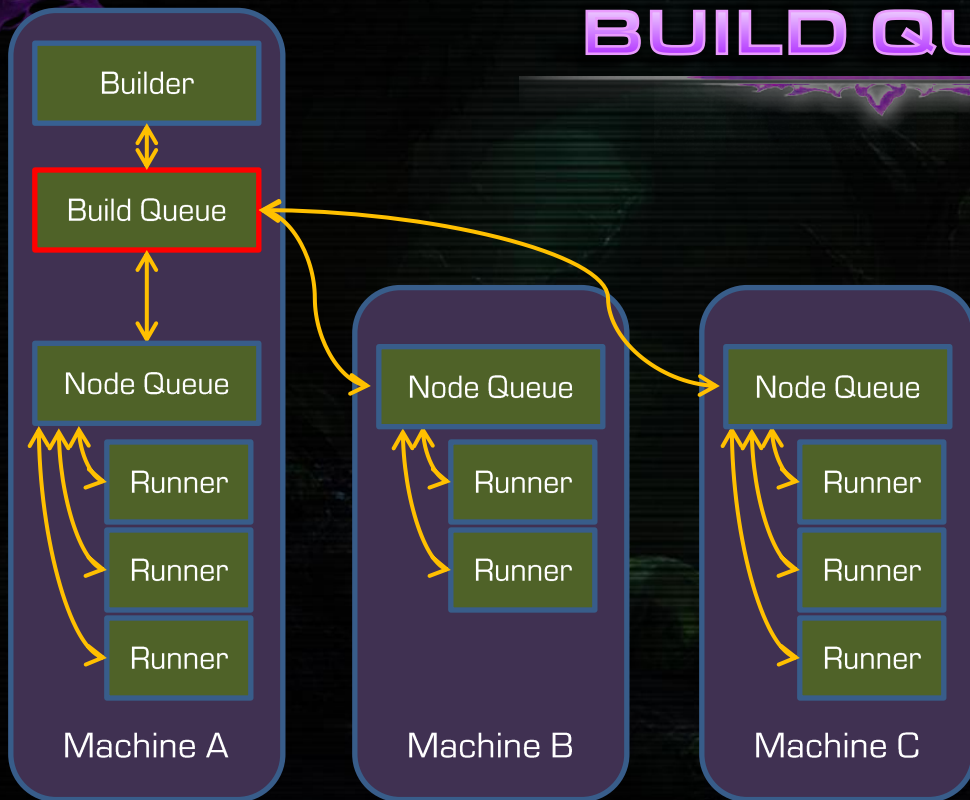 BUILD QU
Builder
Build Queue
Node Queue
Runner
Runner
Runner
Machine A
Node Queue
Runner
Runner
Machine B
Node Queue
Runner
Runner
Runner
Machine C